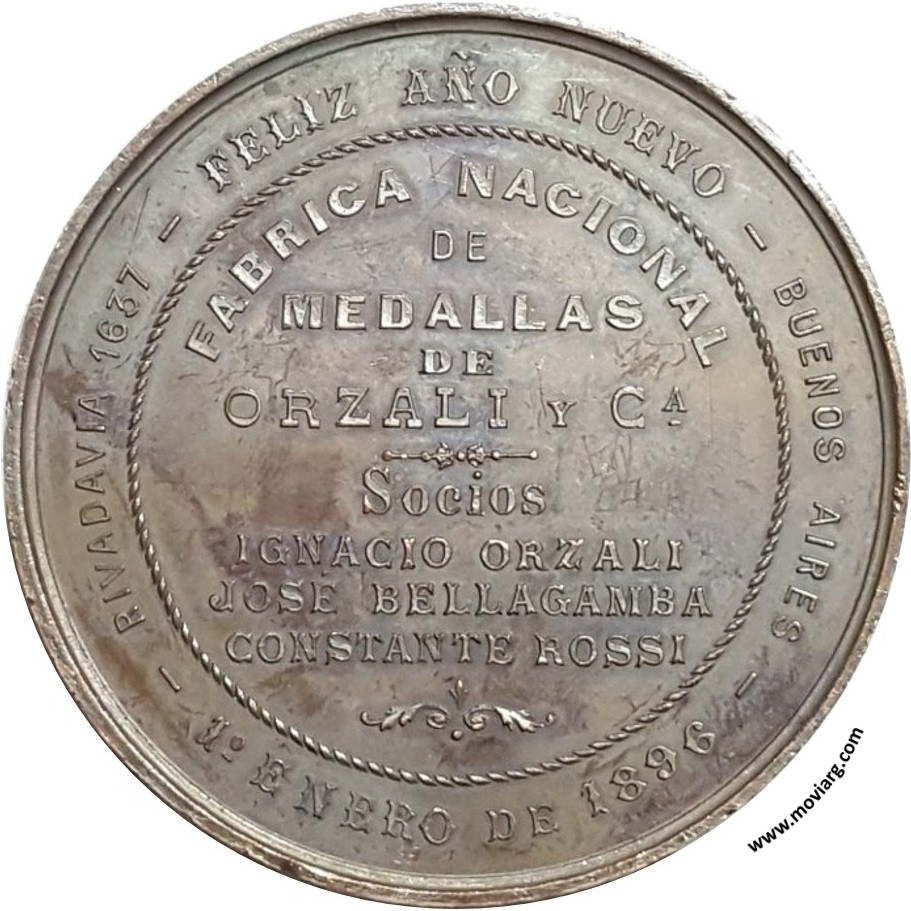 FELIZ AÑO NUEVO
— BUENOS AIRES —
1º ENERO DE 1896
— RIVADAVIA 1637 —
FABRICA NACIONAL
DE
MEDALLAS
DE
ORZALI Y Cᴬ
SOCIOS
IGNACIO ORZALI
JOSE BELLAGAMBA
CONSTANTE ROSSI
www.moviarg.com